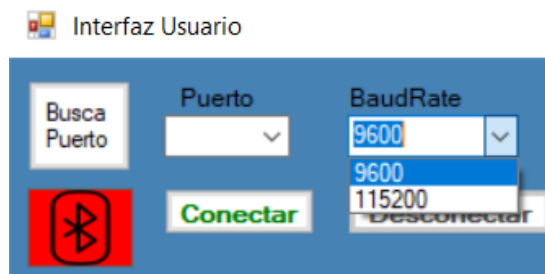 Interfaz Usuario
Busca
Puerto
Puerto
BaudRate
9600
9600
115200
Conectar
Desconectar